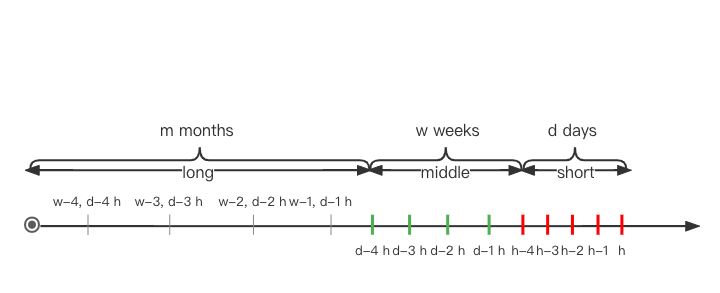 m months w weeks d days
long middle short
w–4, d–4 h w–3, d–3 h w–2, d–2 h w–1, d–1 h
d–4 h d–3 h d–2 h d–1 h h–4 h–3 h–2 h–1 h